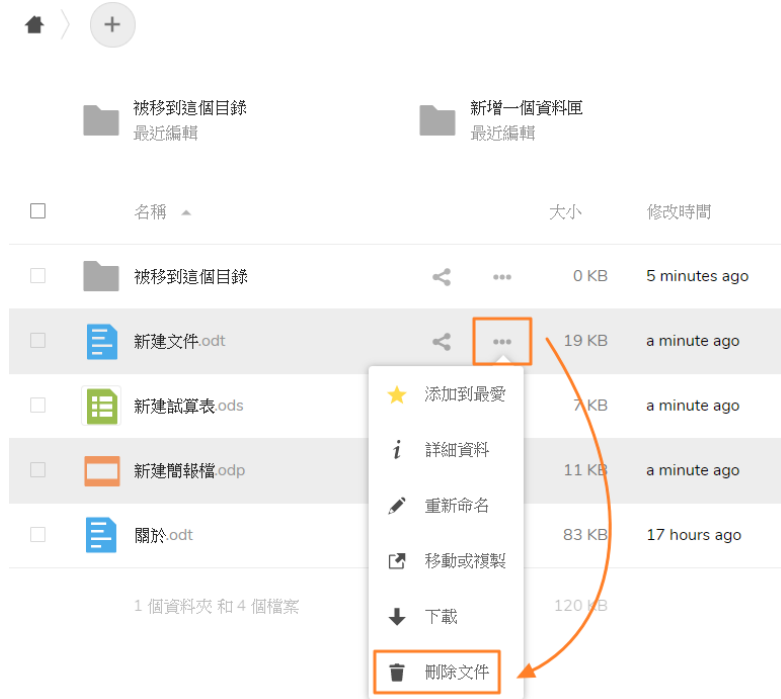 被移到這個目錄
最近編輯
新增一個資料匣
最近編輯
名稱 大小 修改時間
被移到這個目錄 0 KB 5 minutes ago
新建文件.odt 19 KB a minute ago
新建試算表.ods 7 KB a minute ago
新建簡報檔.odp 11 KB a minute ago
關於.odt 83 KB 17 hours ago
1 個資料夾 和 4 個檔案 120 KB
添加到最愛
詳細資料
重新命名
移動或複製
下載
刪除文件